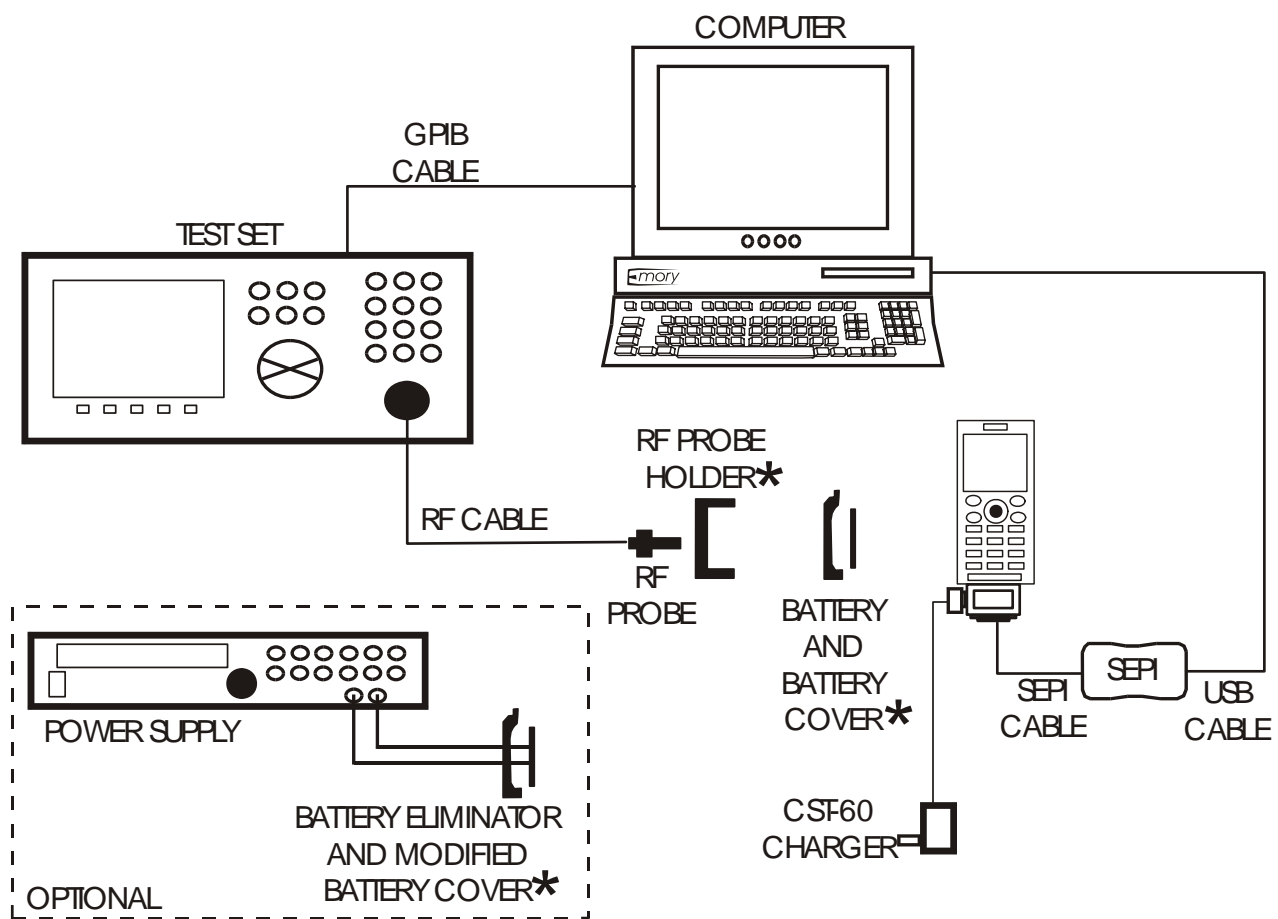 COMPUTER
GPIB
CABLE
TEST SET
Emory
RF PROBE
HOLDER*
RF CABLE
RF
PROBE
BATTERY
AND
BATTERY
COVER*
SEPI
SEPI
CABLE
USB
CABLE
CST-60
CHARGER
POWER SUPPLY
BATTERY ELIMINATOR
AND MODIFIED
BATTERY COVER*
OPTIONAL